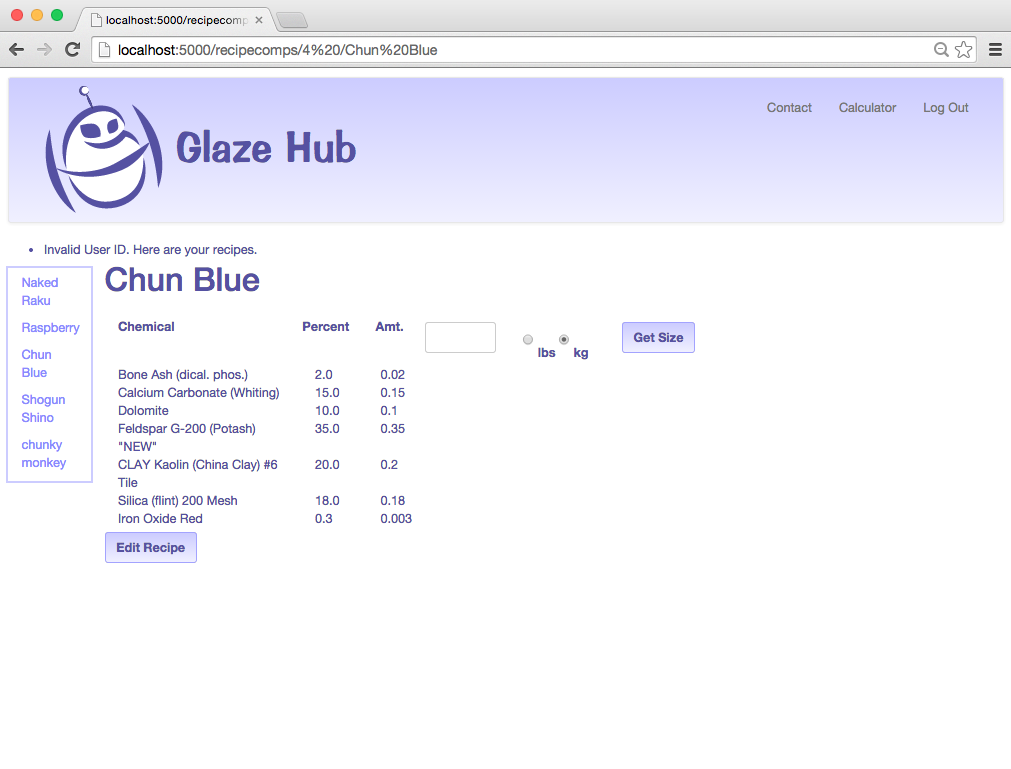 localhost:5000/recipecomp
localhost:5000/recipecomps/4%20/Chun%20Blue
Glaze Hub
Contact Calculator Log Out
Invalid User ID. Here are your recipes.
Naked
Raku
Raspberry
Chun
Blue
Shogun
Shino
chunky
monkey
Chun Blue
Chemical Percent Amt. lbs kg Get Size
Bone Ash (dical. phos.) 2.0 0.02
Calcium Carbonate (Whiting) 15.0 0.15
Dolomite 10.0 0.1
Feldspar G-200 (Potash) 35.0 0.35
"NEW"
CLAY Kaolin (China Clay) #6 20.0 0.2
Tile
Silica (flint) 200 Mesh 18.0 0.18
Iron Oxide Red 0.3 0.003
Edit Recipe